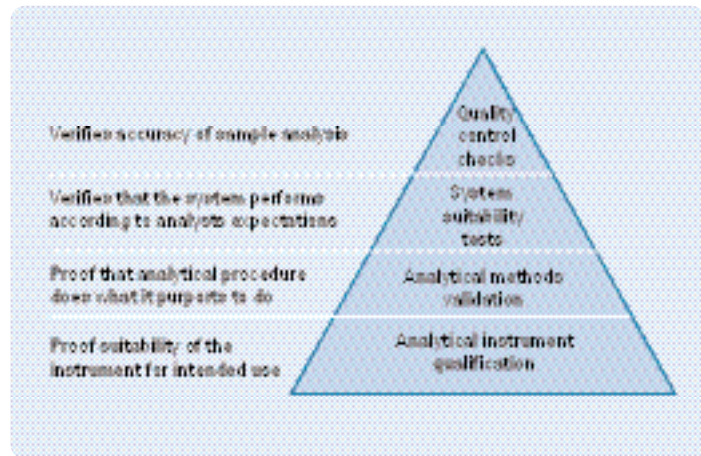 Verifies accuracy of sample analysis
Quality
control
checks
Verifies that the system performs
according to analysts expectations
System
suitability
tests
Proof that analytical procedure
does what it purports to do
Analytical methods
validation
Proof suitability of the
instrument for intended use
Analytical instrument
qualification